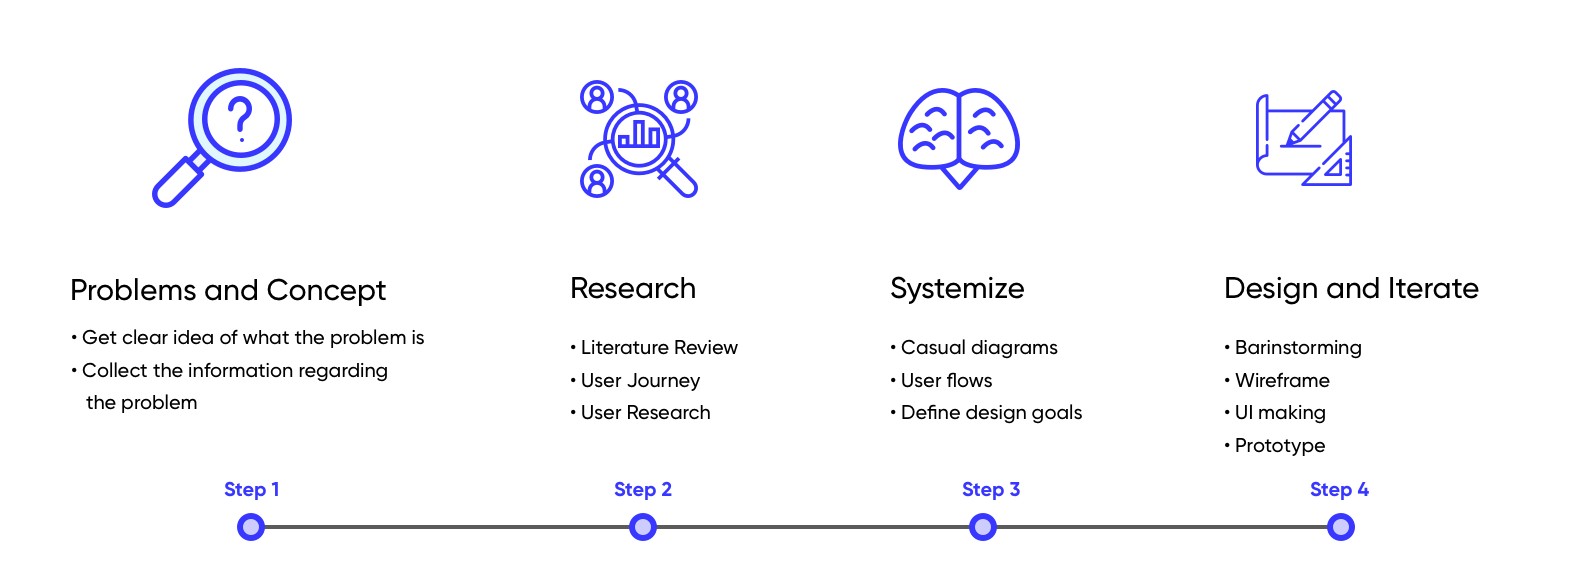 ?
Problems and Concept
• Get clear idea of what the problem is
• Collect the information regarding
the problem
Research
• Literature Review
• User Journey
• User Research
Systemize
• Casual diagrams
• User flows
• Define design goals
Design and Iterate
• Barinstorming
• Wireframe
• UI making
• Prototype
Step 1
Step 2
Step 3
Step 4